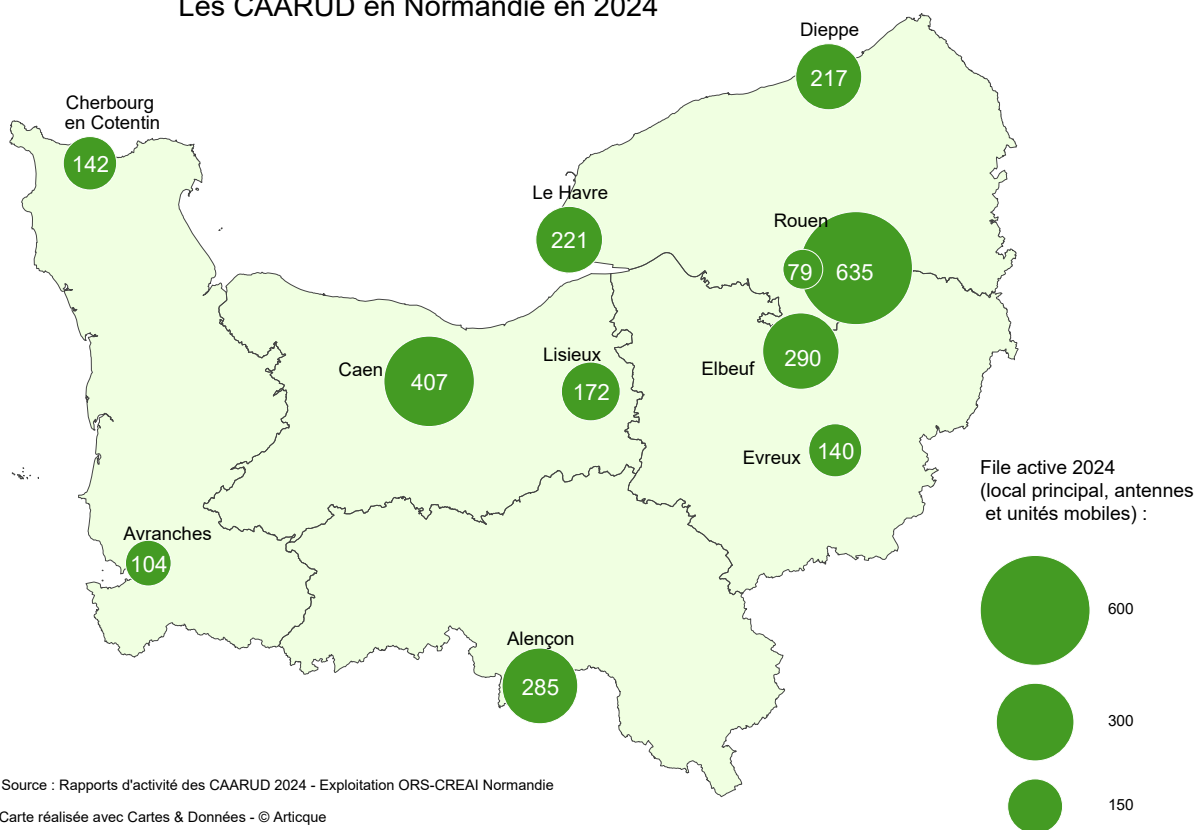 Les CAARUD en Normandie en 2024
Dieppe
217
Cherbourg
en Cotentin
142
Le Havre
221
Rouen
79
635
Caen
407
Lisieux
172
Elbeuf
290
Evreux
140
Avranches
104
Alençon
285
File active 2024
(local principal, antennes
et unités mobiles) :
600
300
150
Source : Rapports d'activité des CAARUD 2024 - Exploitation ORS-CREAI Normandie
Carte réalisée avec Cartes & Données - © Articque